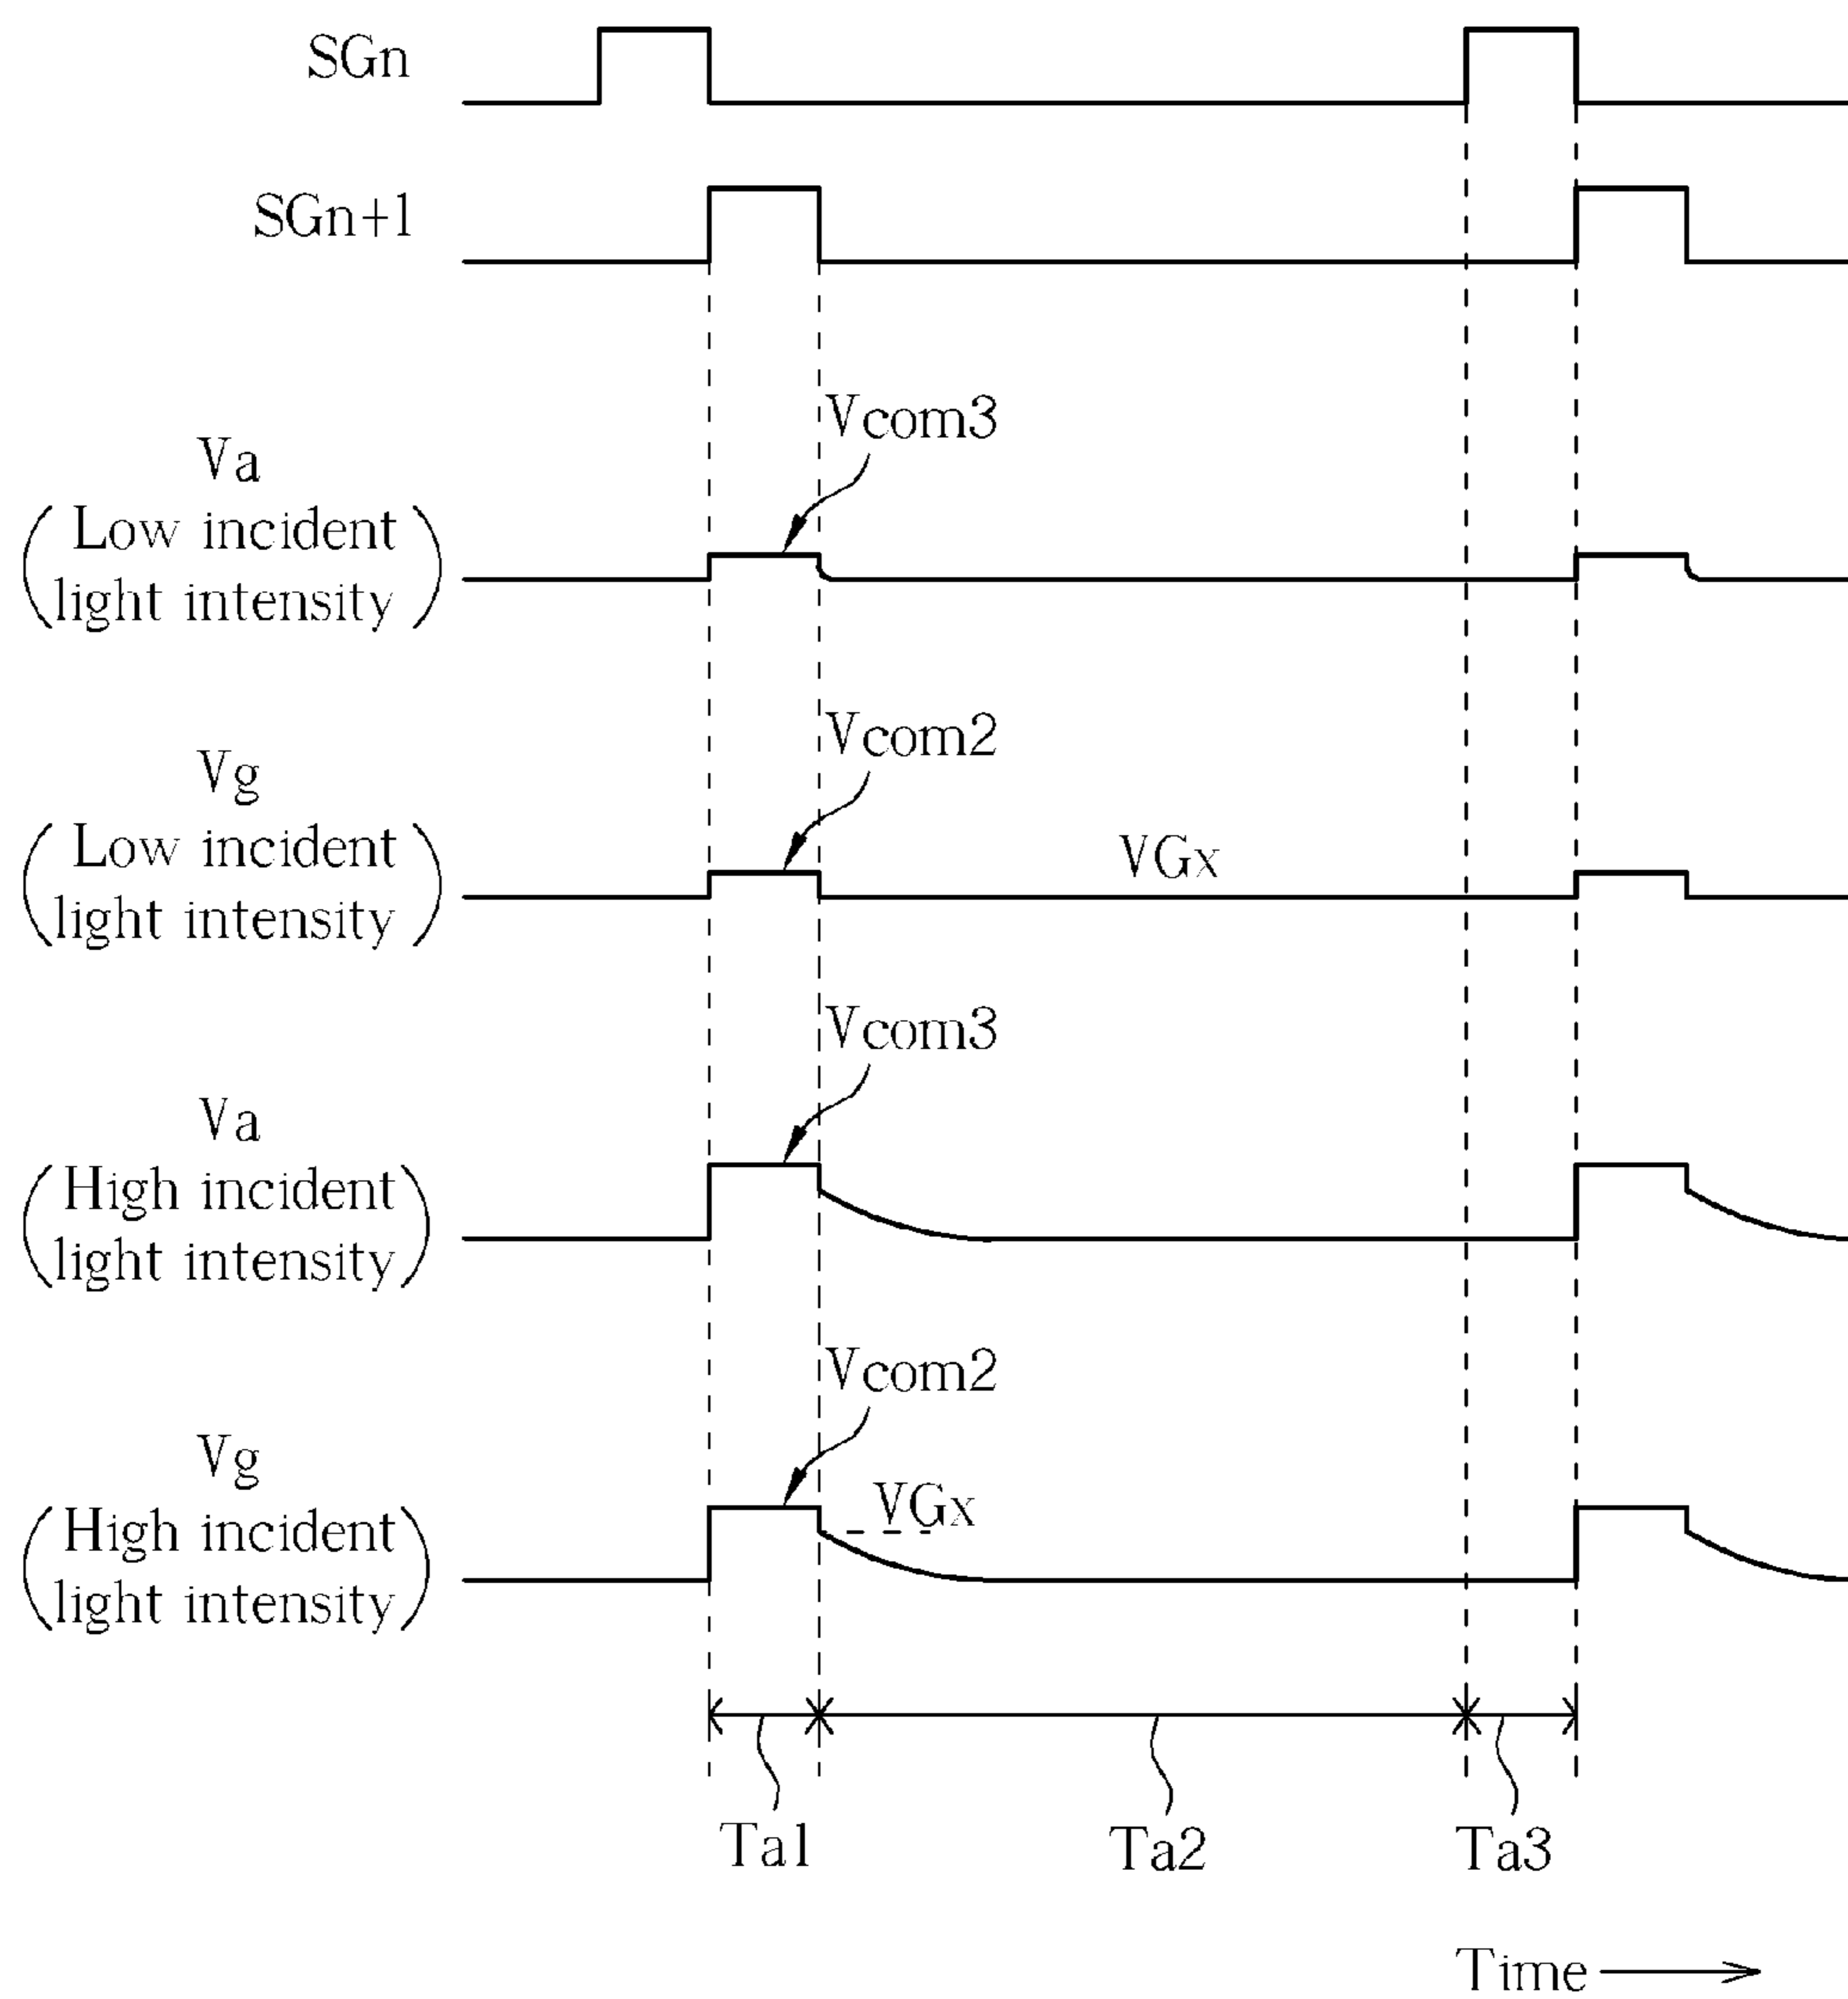 SGn
SGn+1
Vcom3
Va
(Low incident
light intensity)
Vcom2
Vg
(Low incident
light intensity)
VGx
Vcom3
Va
(High incident
light intensity)
Vcom2
Vg
(High incident
light intensity)
VGx
Ta1
Ta2
Ta3
Time